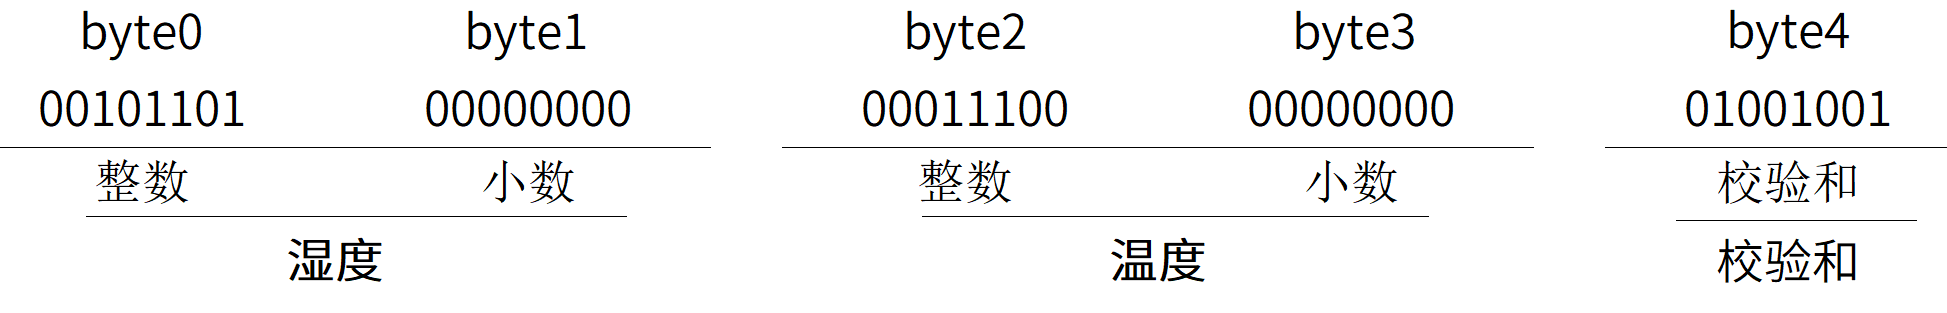 byte0 byte1 byte2 byte3 byte4
00101101 00000000 00011100 00000000 01001001
整数 小数 整数 小数 校验和
湿度 温度 校验和